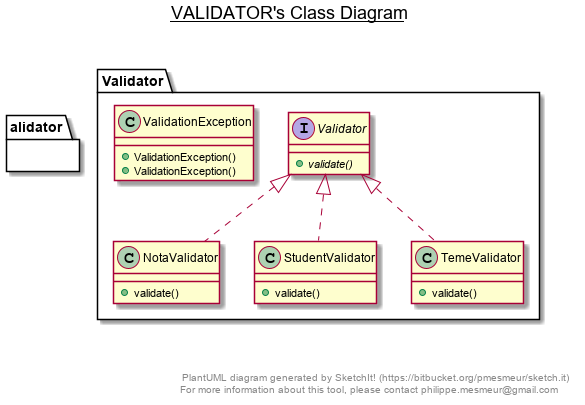 VALIDATOR's Class Diagram
Validator
alidator
C ValidationException
ValidationException()
ValidationException()
I Validator
validate()
C NotaValidator
validate()
C StudentValidator
validate()
C TemeValidator
validate()
PlantUML diagram generated by SketchIt! (https://bitbucket.org/pmesmeur/sketch.it)
For more information about this tool, please contact philippe.mesmeur@gmail.com